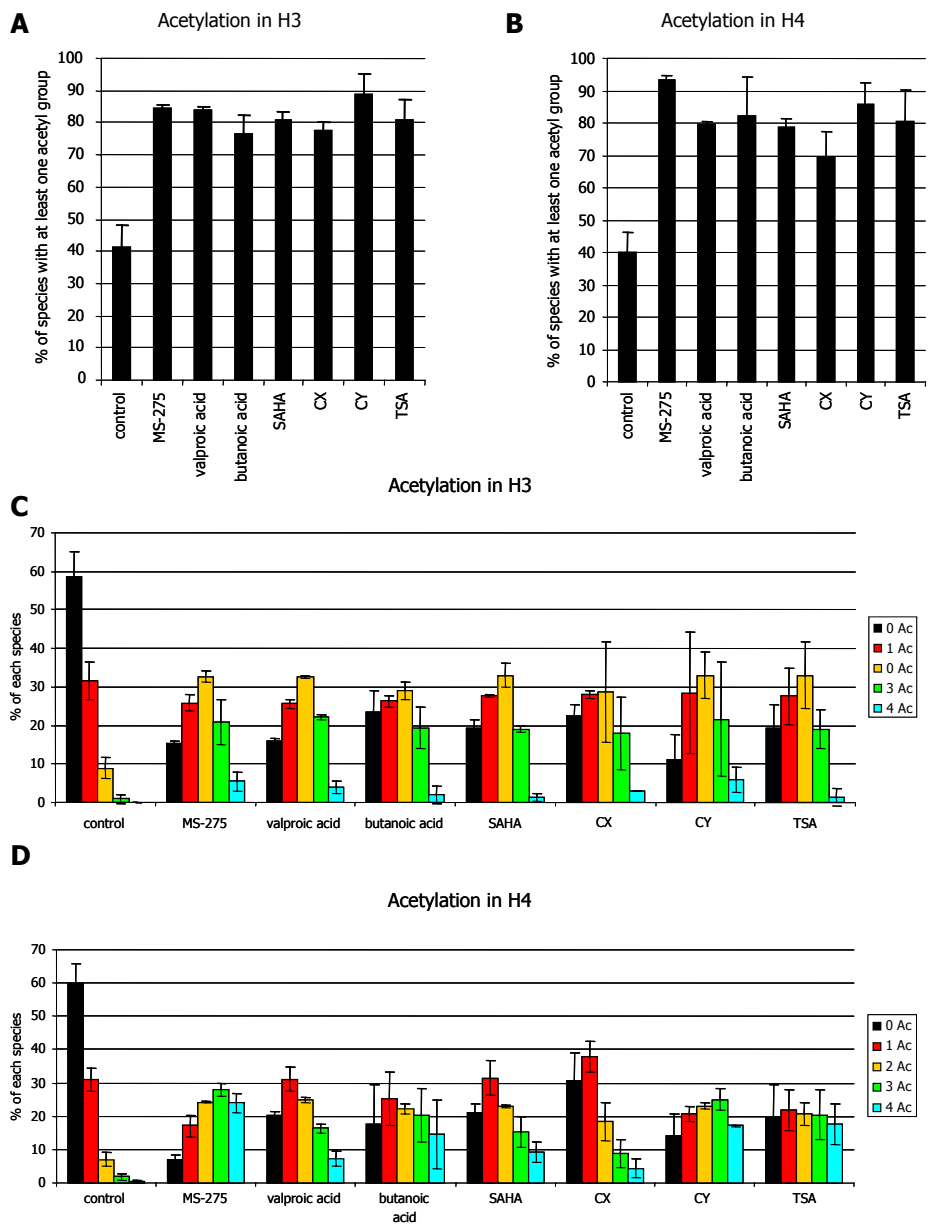 A
Acetylation in H3
% of species with at least one acetyl group
100
90
80
70
60
50
40
30
20
10
0
control
MS-275
valproic acid
butanoic acid
SAHA
CX
CY
TSA
B
Acetylation in H4
% of species with at least one acetyl group
100
90
80
70
60
50
40
30
20
10
0
control
MS-275
valproic acid
butanoic acid
SAHA
CX
CY
TSA
C
Acetylation in H3
% of each species
70
60
50
40
30
20
10
0
control
MS-275
valproic acid
butanoic acid
SAHA
CX
CY
TSA
0 Ac
1 Ac
0 Ac
3 Ac
4 Ac
D
Acetylation in H4
% of each species
70
60
50
40
30
20
10
0
control
MS-275
valproic acid
butanoic
acid
SAHA
CX
CY
TSA
0 Ac
1 Ac
2 Ac
3 Ac
4 Ac